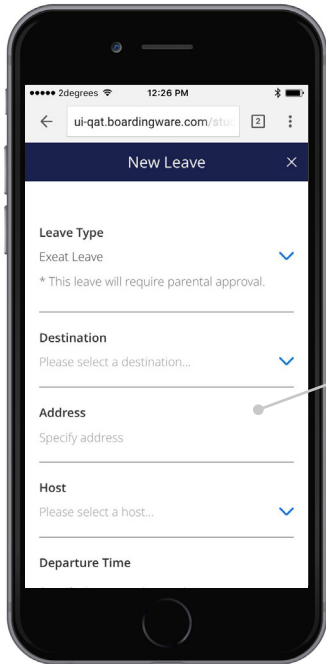 2degrees 12:26 PM
ui-qat.boardingware.com/stud 2
New Leave
Leave Type
Exeat Leave
* This leave will require parental approval.
Destination
Please select a destination...
Address
Specify address
Host
Please select a host...
Departure Time